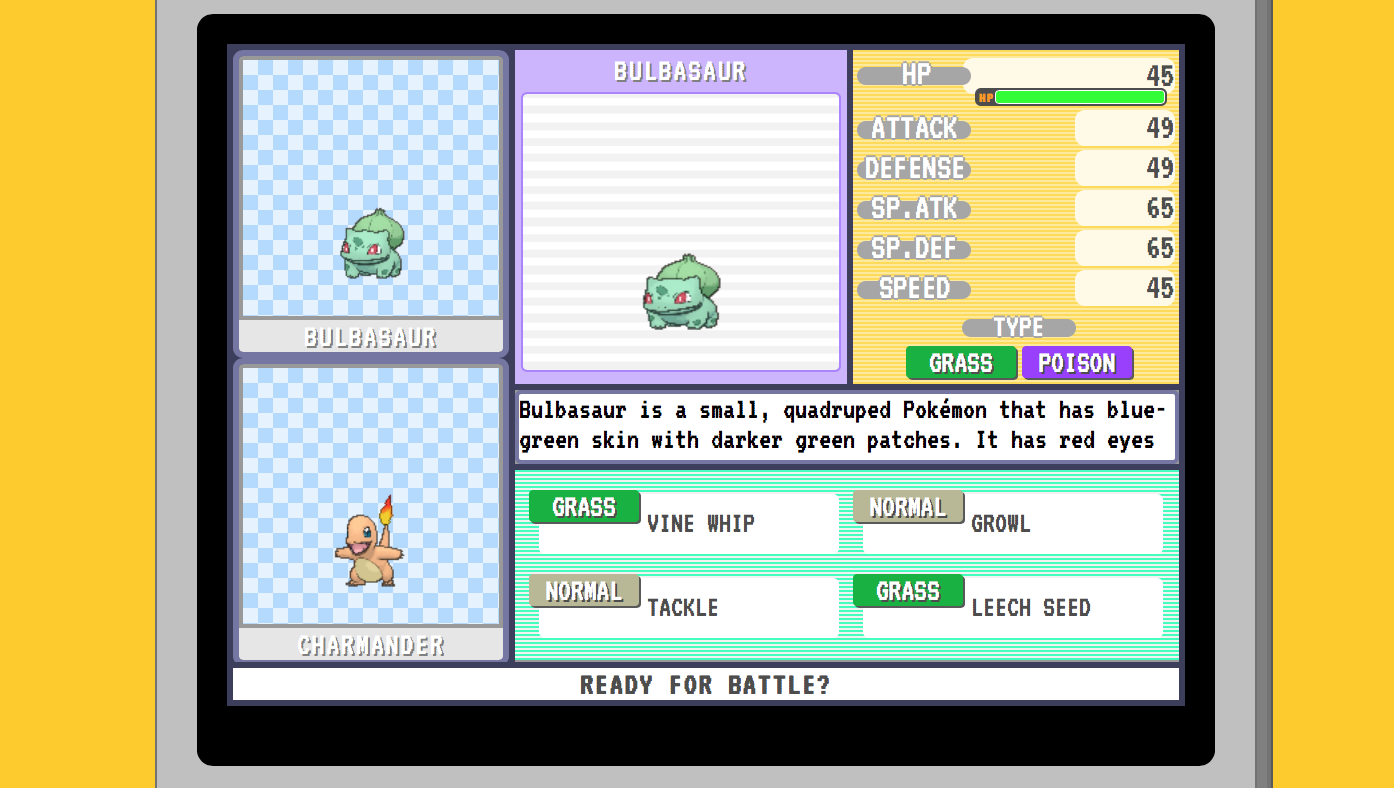 BULBASAUR
CHARMANDER
BULBASAUR
HP 45
HP
ATTACK 49
DEFENSE 49
SP.ATK 65
SP.DEF 65
SPEED 45
TYPE
GRASS POISON
Bulbasaur is a small, quadruped Pokémon that has blue-
green skin with darker green patches. It has red eyes
GRASS VINE WHIP
NORMAL GROWL
NORMAL TACKLE
GRASS LEECH SEED
READY FOR BATTLE?